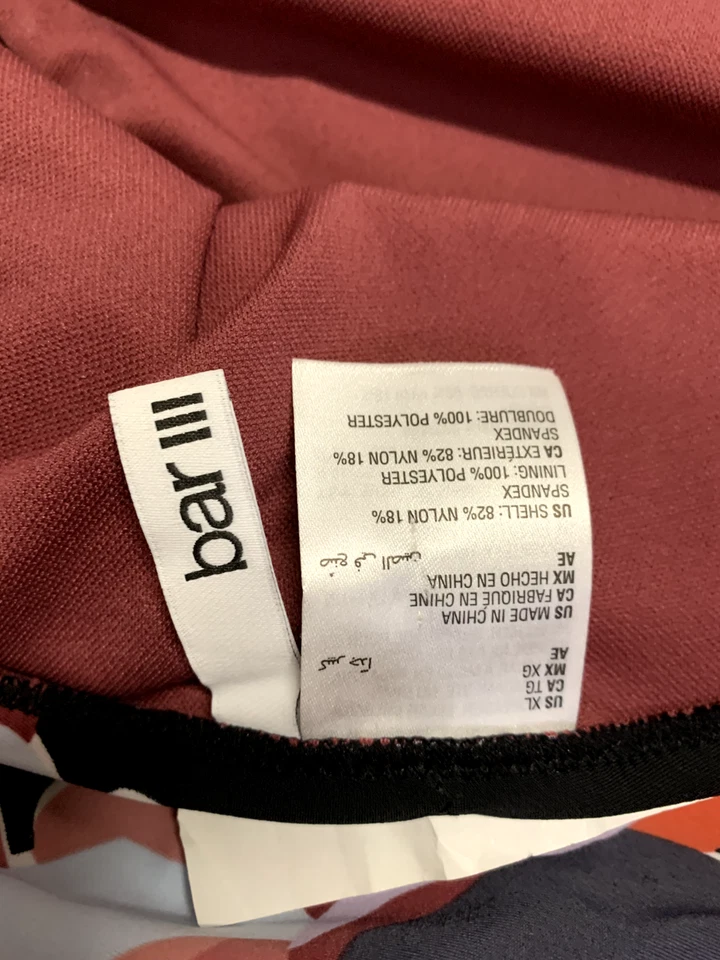 bar III
US XL
CA TG
MX XG
AE كبير جدًا
US MADE IN CHINA
CA FABRIQUÉ EN CHINE
MX HECHO EN CHINA
AE صنع في الصين
US SHELL: 82% NYLON 18%
SPANDEX
LINING: 100% POLYESTER
CA EXTÉRIEUR: 82% NYLON 18%
SPANDEX
DOUBLURE: 100% POLYESTER